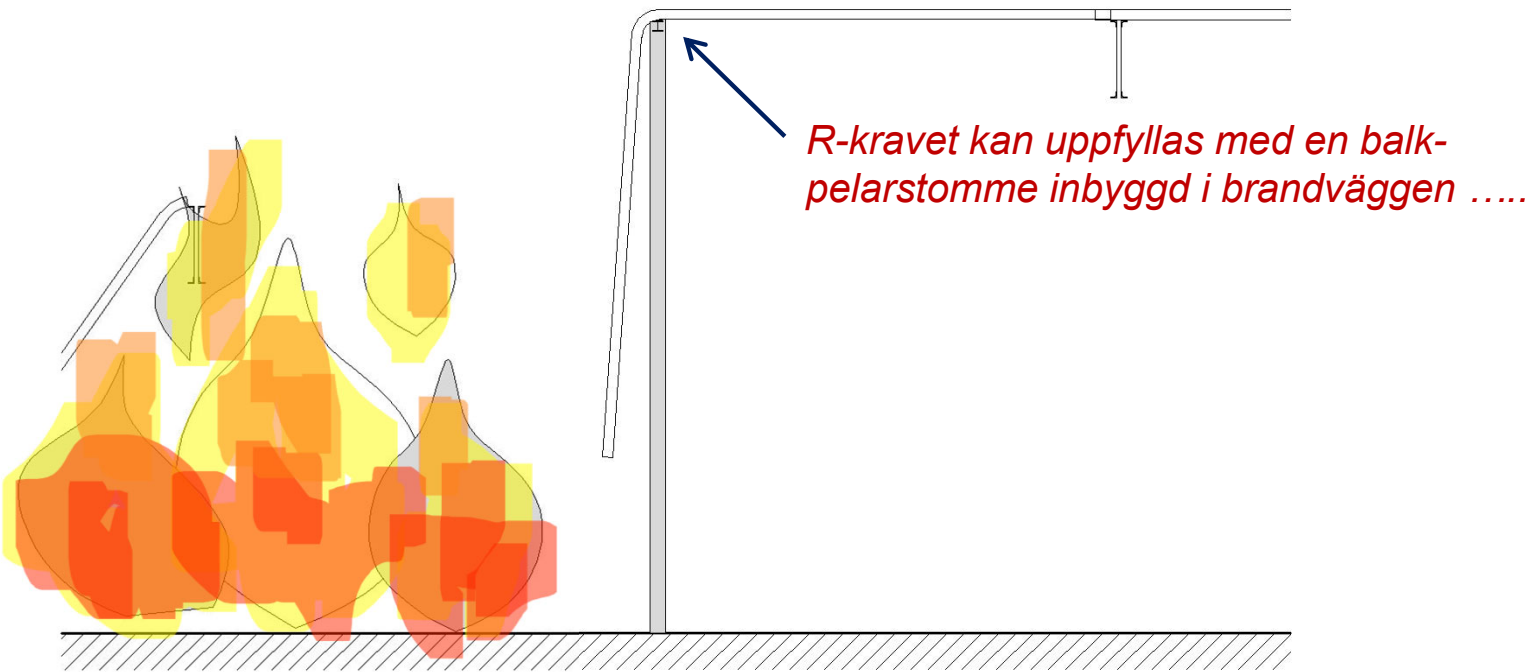 R-kravet kan uppfyllas med en balk-
pelarstomme inbyggd i brandväggen …..